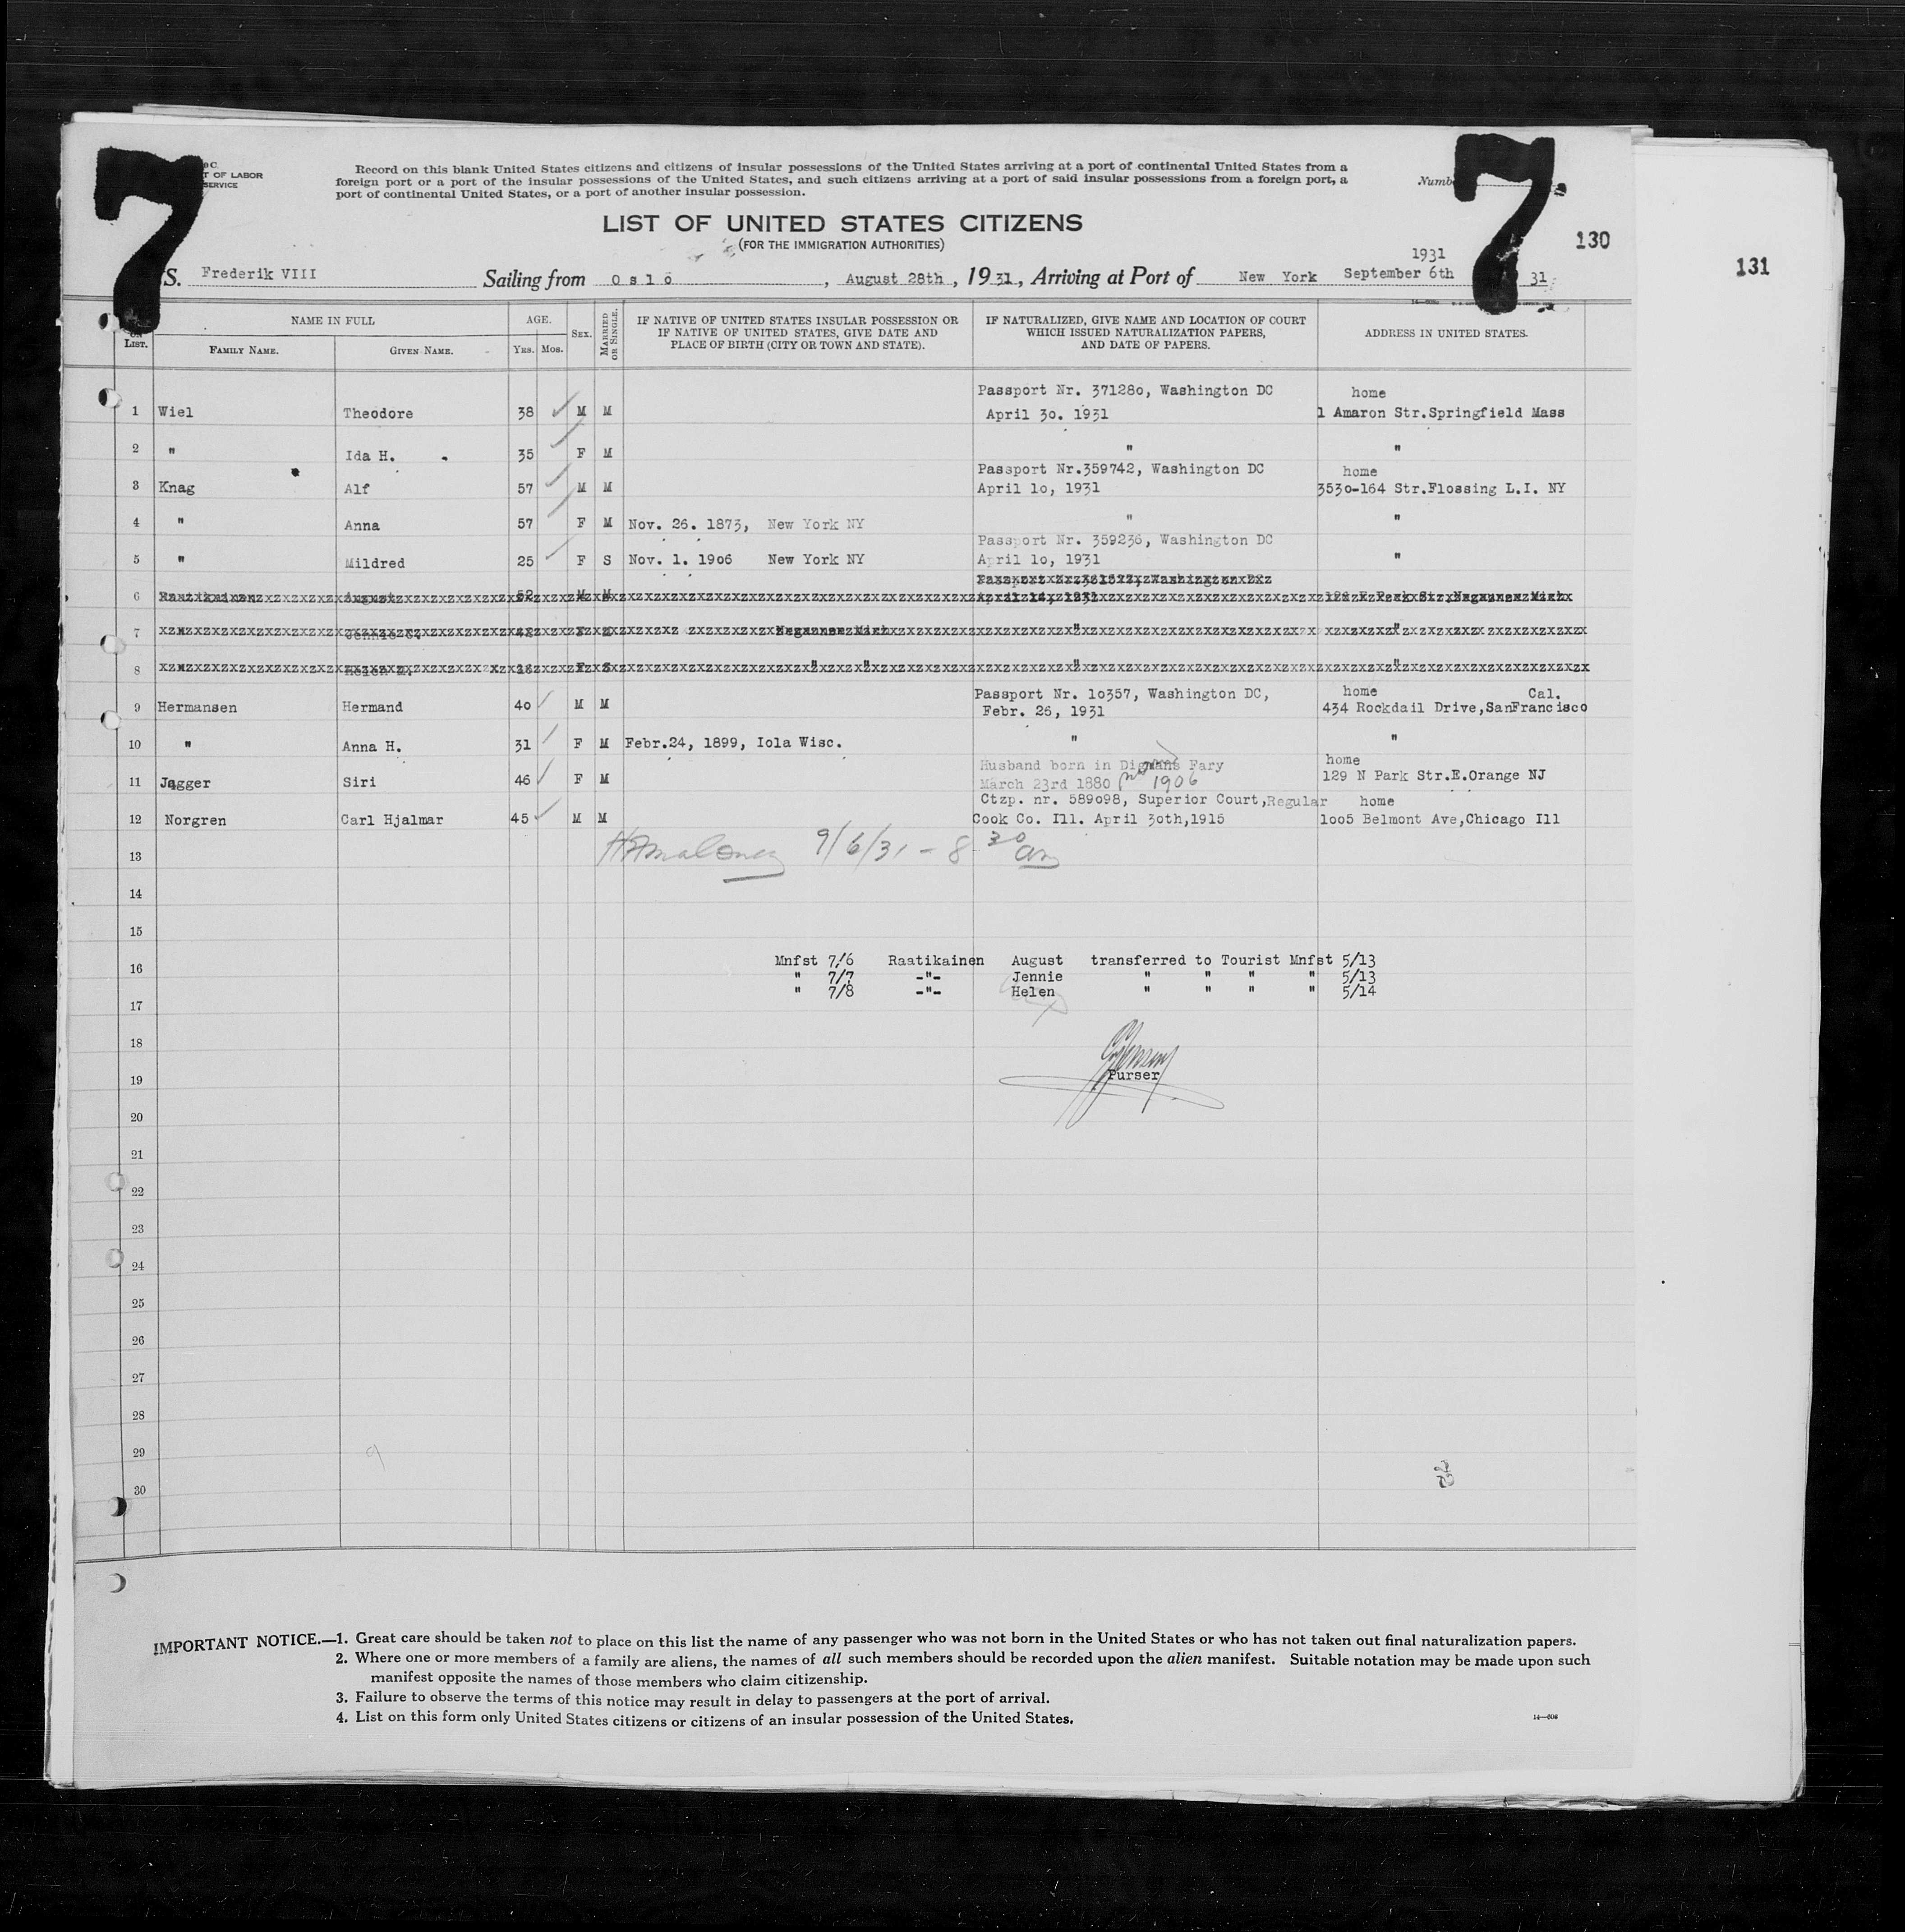 7
7
T OF LABOR
SERVICE
Record on this blank United States citizens and citizens of insular possessions of the United States arriving at a port of continental United States from a
foreign port or a port of the insular possessions of the United States, and such citizens arriving at a port of said insular possessions from a foreign port, a
port of continental United States, or a port of another insular possession.
LIST OF UNITED STATES CITIZENS
(FOR THE IMMIGRATION AUTHORITIES)
130
131
1931
S. Frederik VIII Sailing from Oslo, August 28th, 1931, Arriving at Port of New York September 6th 31
LIST.
NAME IN FULL
FAMILY NAME. GIVEN NAME.
AGE.
YRS. MOS.
SEX.
MARRIED OR SINGLE.
IF NATIVE OF UNITED STATES INSULAR POSSESSION OR
IF NATIVE OF UNITED STATES, GIVE DATE AND
PLACE OF BIRTH (CITY OR TOWN AND STATE).
IF NATURALIZED, GIVE NAME AND LOCATION OF COURT
WHICH ISSUED NATURALIZATION PAPERS,
AND DATE OF PAPERS.
ADDRESS IN UNITED STATES.
Passport Nr. 371280, Washington DC home
1 Wiel Theodore 38 M M April 30. 1931 1 Amaron Str.Springfield Mass
2 " Ida H. 35 F M " "
Passport Nr.359742, Washington DC home
3 Knag Alf 57 M M April 10, 1931 3530-164 Str.Flossing L.I. NY
4 " Anna 57 F M Nov. 26. 1873, New York NY " "
Passport Nr. 359236, Washington DC
5 " Mildred 25 F S Nov. 1. 1906 New York NY April 10, 1931 "
6 Raatikainen August 52 M M April 14, 1931 Park Str, Negaunee Mich
7 " F Negaunee Mich " "
8 " Helen F S " " " "
Passport Nr. 10357, Washington DC, home Cal.
9 Hermansen Hermand 40 M M Febr. 26, 1931 434 Rockdail Drive,SanFrancisco
10 " Anna H. 31 F M Febr.24, 1899, Iola Wisc. " "
Husband born in Fary home
11 Jagger Siri 46 F M March 23rd 1880 1906 129 N Park Str.E.Orange NJ
Ctzp. nr. 589098, Superior Court,Regular home
12 Norgren Carl Hjalmar 45 M M Cook Co. Ill. April 30th,1915 1005 Belmont Ave,Chicago Ill
13 9/6/31 - 8 30 am
14
15
Mnfst 7/6 Raatikainen August transferred to Tourist Mnfst 5/13
16 " 7/7 -"- Jennie " " " " 5/13
" 7/8 -"- Helen " " " " 5/14
17
18
19 Purser
20
21
22
23
24
25
26
27
28
29
30
IMPORTANT NOTICE.—1. Great care should be taken not to place on this list the name of any passenger who was not born in the United States or who has not taken out final naturalization papers.
2. Where one or more members of a family are aliens, the names of all such members should be recorded upon the alien manifest. Suitable notation may be made upon such
manifest opposite the names of those members who claim citizenship.
3. Failure to observe the terms of this notice may result in delay to passengers at the port of arrival.
4. List on this form only United States citizens or citizens of an insular possession of the United States.
14—606